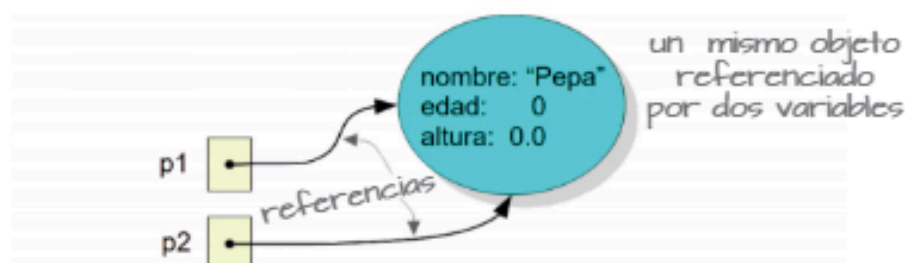 nombre: “Pepa”
edad: 0
altura: 0.0
un mismo objeto
referenciado
por dos variables
p1
referencias
p2